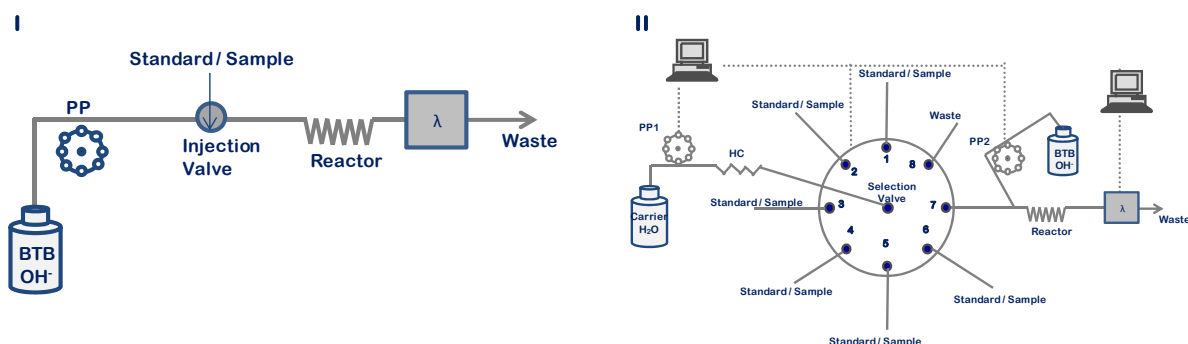 I
Standard / Sample
PP
λ
Injection
Valve
Reactor
Waste
BTB
OH⁻
II
Standard / Sample
Standard / Sample
Waste
PP1
PP2
HC
BTB
OH⁻
1
2
8
Selection
Valve
Standard / Sample
3
7
Carrier
H₂O
λ
Waste
Reactor
4
6
5
Standard / Sample
Standard / Sample
Standard / Sample